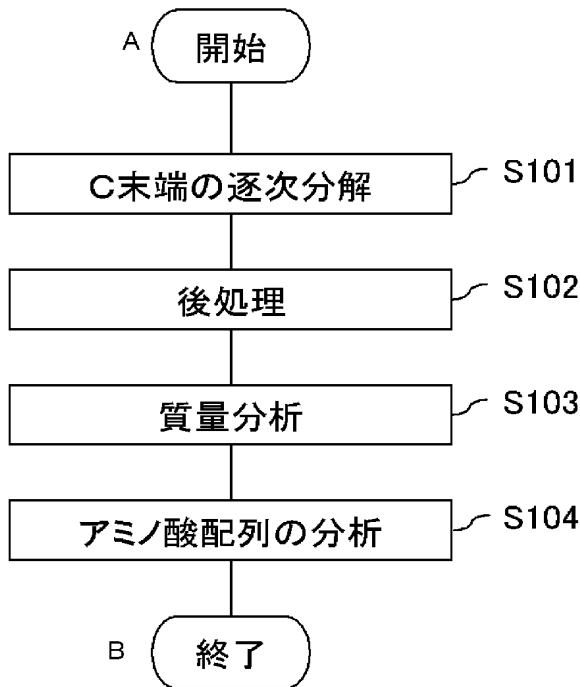 A 開始
C末端の逐次分解 S101
後処理 S102
質量分析 S103
アミノ酸配列の分析 S104
B 終了